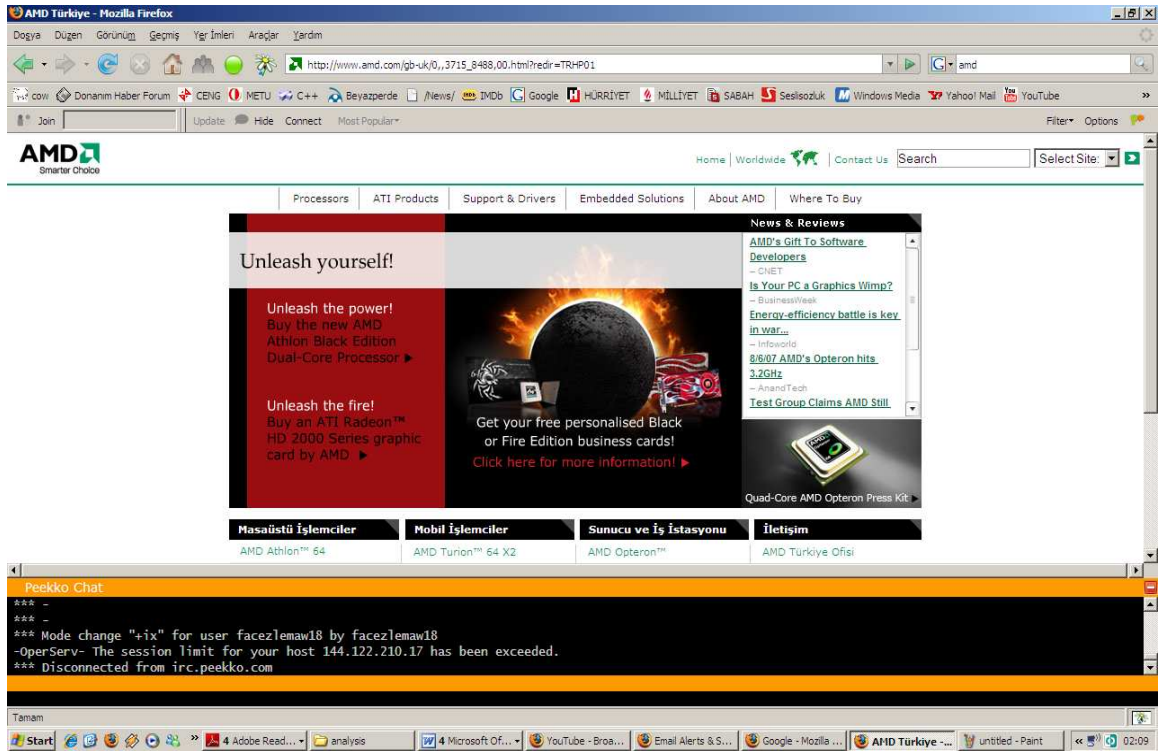 AMD Türkiye - Mozilla Firefox
Dosya Düzen Görünüm Geçmiş Yer İmleri Araçlar Yardım
http://www.amd.com/gb-uk/0,,3715_8488,00.html?redir=TRHP01
amd
cow Donanım Haber Forum CENG METU C++ Beyazperde /News/ IMDb Google HÜRRİYET MİLLİYET SABAH Seslisozluk Windows Media Yahoo! Mail YouTube »
Join Update Hide Connect Most Popular Filter Options
AMD
Smarter Choice
Home | Worldwide | Contact Us Search Select Site:
Processors ATI Products Support & Drivers Embedded Solutions About AMD Where To Buy
Unleash yourself!
Unleash the power!
Buy the new AMD
Athlon Black Edition
Dual-Core Processor
Unleash the fire!
Buy an ATI Radeon™
HD 2000 Series graphic
card by AMD
Get your free personalised Black
or Fire Edition business cards!
Click here for more information!
News & Reviews
AMD's Gift To Software
Developers
– CNET
Is Your PC a Graphics Wimp?
– BusinessWeek
Energy-efficiency battle is key
in war...
– Infoworld
8/6/07 AMD's Opteron hits
3.2GHz
– AnandTech
Test Group Claims AMD Still
Quad-Core AMD Opteron Press Kit
Masaüstü İşlemciler Mobil İşlemciler Sunucu ve İş İstasyonu İletişim
AMD Athlon™ 64 AMD Turion™ 64 X2 AMD Opteron™ AMD Türkiye Ofisi
Peekko Chat
*** -
*** -
*** Mode change "+ix" for user facezlemaw18 by facezlemaw18
-OperServ- The session limit for your host 144.122.210.17 has been exceeded.
*** Disconnected from irc.peekko.com
Tamam
Start » 4 Adobe Read... analysis 4 Microsoft Of... YouTube - Broa... Email Alerts & S... Google - Mozilla ... AMD Türkiye -... untitled - Paint « 02:09